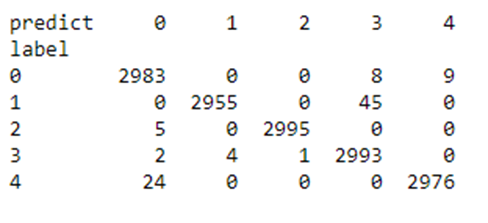 predict 0 1 2 3 4
label
0 2983 0 0 8 9
1 0 2955 0 45 0
2 5 0 2995 0 0
3 2 4 1 2993 0
4 24 0 0 0 2976